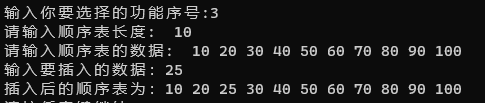 输入你要选择的功能序号:3
请输入顺序表长度: 10
请输入顺序表的数据: 10 20 30 40 50 60 70 80 90 100
输入要插入的数据: 25
插入后的顺序表为: 10 20 25 30 40 50 60 70 80 90 100